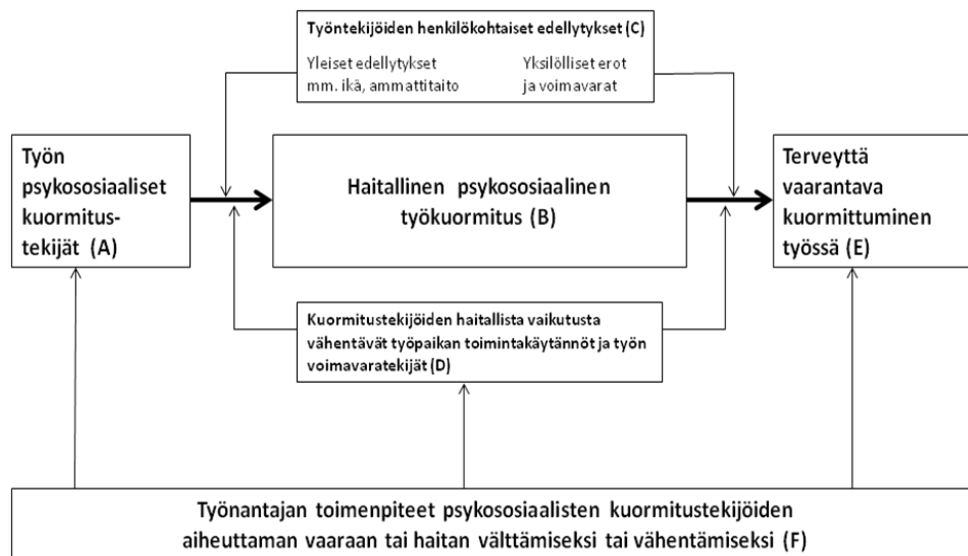 Työntekijöiden henkilökohtaiset edellytykset (C)
Yleiset edellytykset
mm. ikä, ammattitaito
Yksilölliset erot
ja voimavarat
Työn
psykososiaaliset
kuormitus-
tekijät (A)
Haitallinen psykososiaalinen
työkuormitus (B)
Terveyttä
vaarantava
kuormittuminen
työssä (E)
Kuormitustekijöiden haitallista vaikutusta
vähentävät työpaikan toimintakäytännöt ja työn
voimavaratekijät (D)
Työnantajan toimenpiteet psykososiaalisten kuormitustekijöiden
aiheuttaman vaaraan tai haitan välttämiseksi tai vähentämiseksi (F)